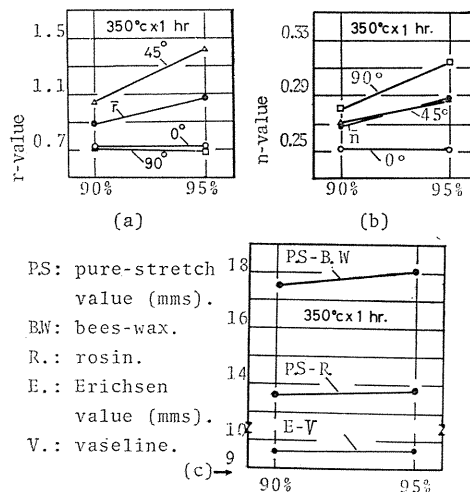 1.5
350°c x 1 hr
45°
1.1
r̄
0°
0.7
90°
r-value
90% 95%
(a)
0.33
350°c x 1 hr.
90°
0.29
45°
n̄
0.25
0°
n-value
90% 95%
(b)
P.S: pure-stretch
value (mms).
B.W: bees-wax.
R.: rosin.
E.: Erichsen
value (mms).
V.: vaseline.
(c)→
18
P.S-B.W
16
350°c x 1 hr.
14
P.S-R.
10
E-V
9
90% 95%